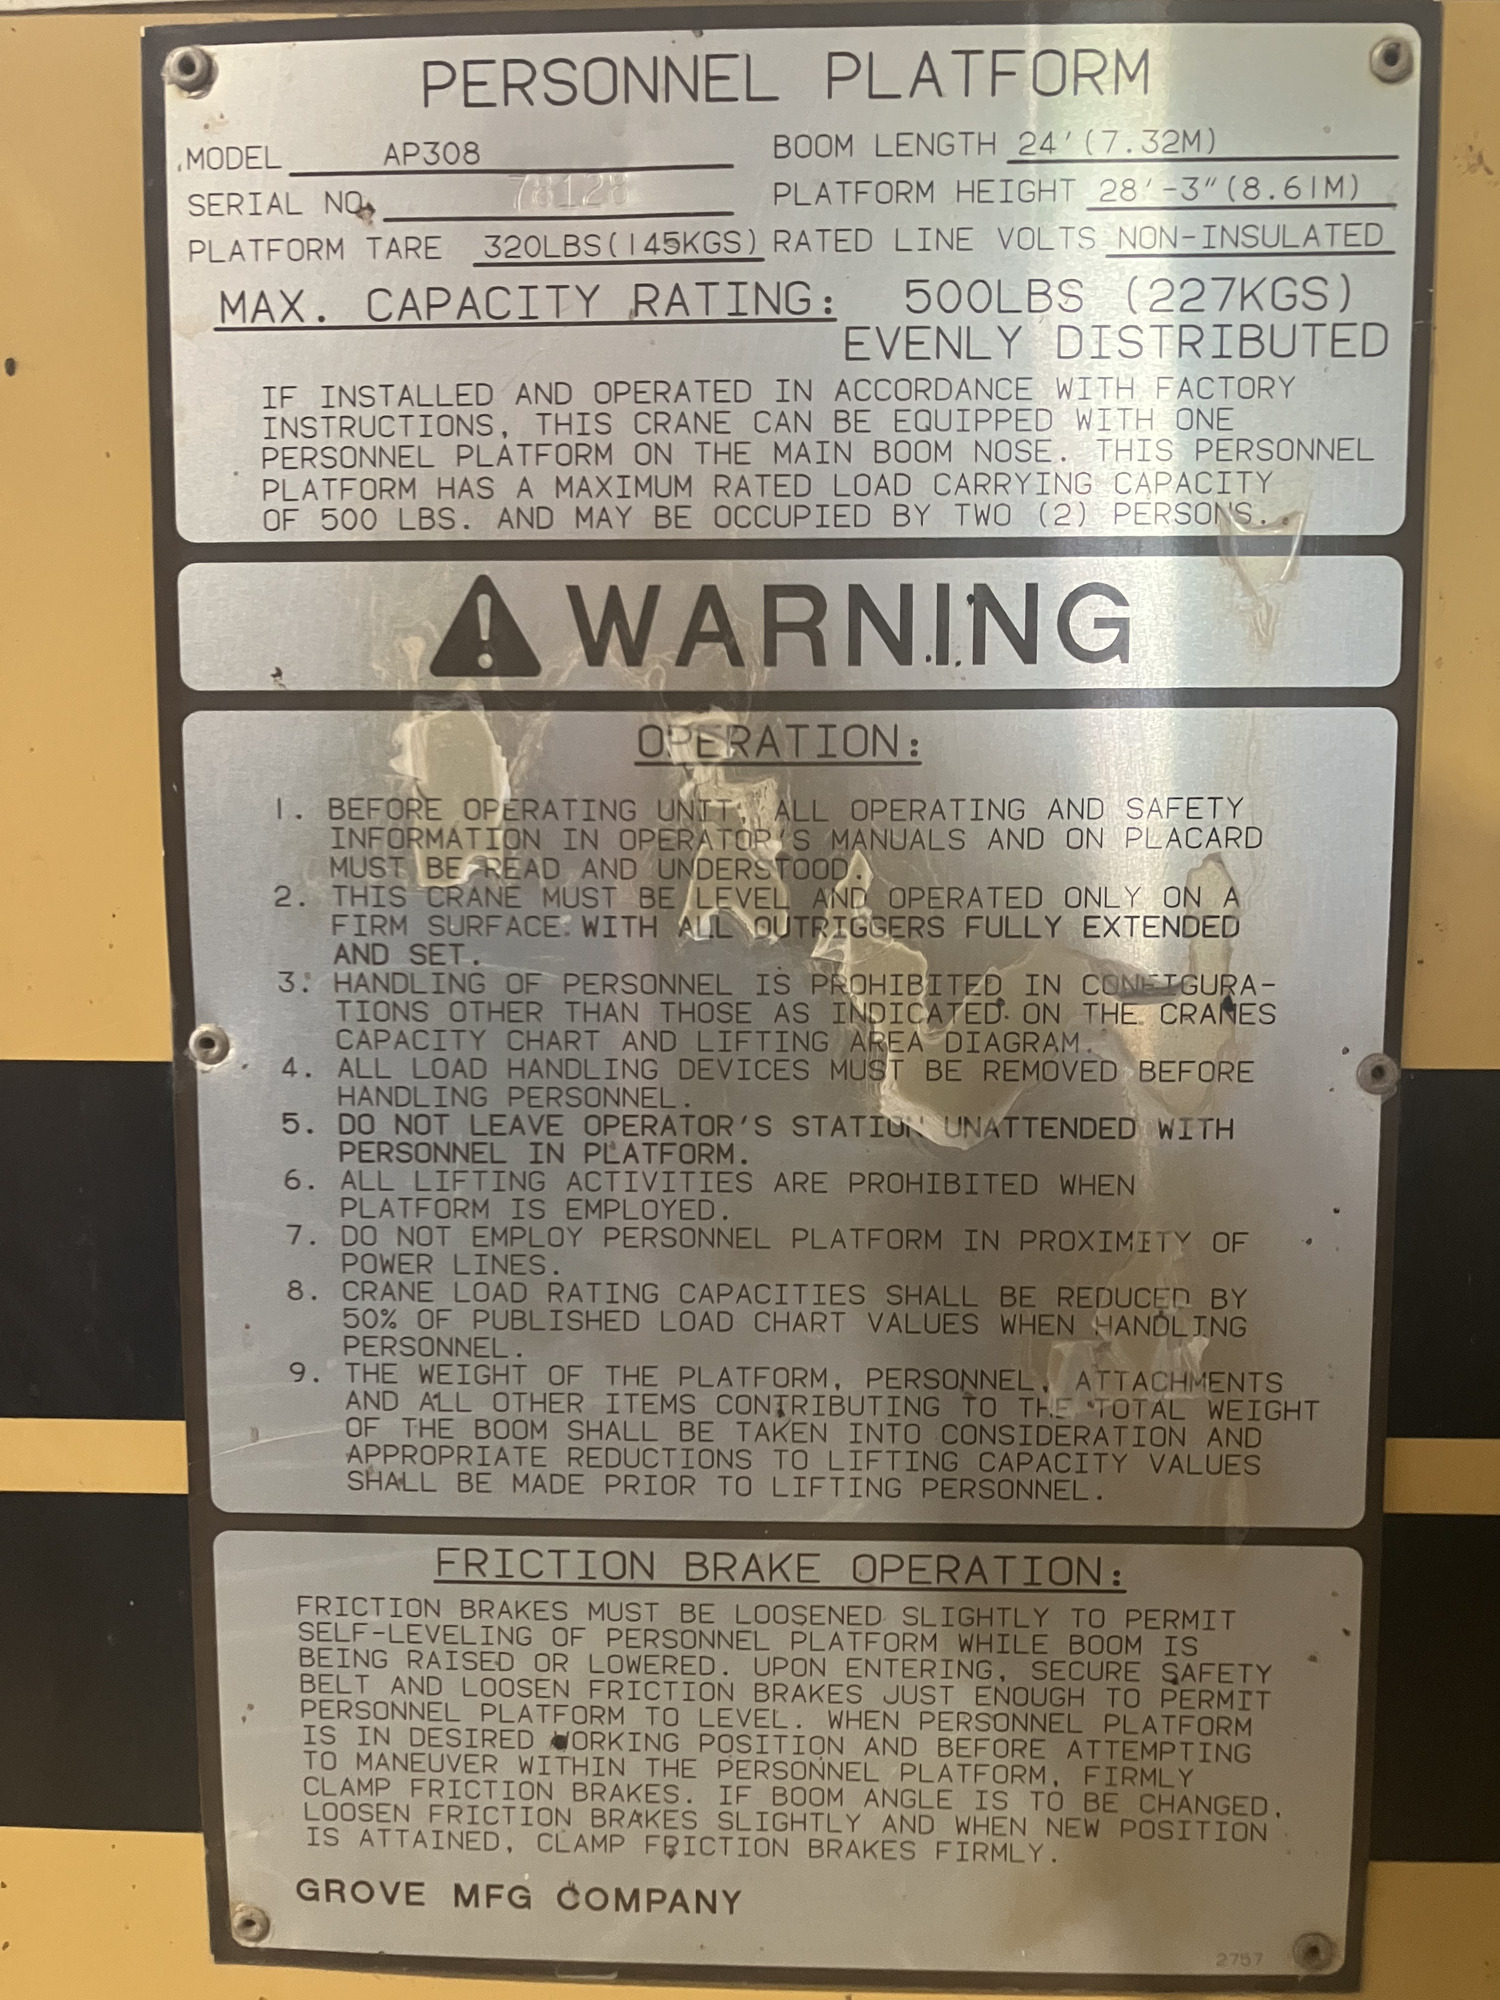 PERSONNEL PLATFORM
MODEL AP308
BOOM LENGTH 24'(7.32M)
SERIAL NO. 78128
PLATFORM HEIGHT 28'-3"(8.61M)
PLATFORM TARE 320LBS(145KGS)
RATED LINE VOLTS NON-INSULATED
MAX. CAPACITY RATING: 500LBS (227KGS)
EVENLY DISTRIBUTED
IF INSTALLED AND OPERATED IN ACCORDANCE WITH FACTORY
INSTRUCTIONS, THIS CRANE CAN BE EQUIPPED WITH ONE
PERSONNEL PLATFORM ON THE MAIN BOOM NOSE. THIS PERSONNEL
PLATFORM HAS A MAXIMUM RATED LOAD CARRYING CAPACITY
OF 500 LBS. AND MAY BE OCCUPIED BY TWO (2) PERSONS.
WARNING
OPERATION:
1. BEFORE OPERATING UNIT, ALL OPERATING AND SAFETY
INFORMATION IN OPERATOR'S MANUALS AND ON PLACARD
MUST BE READ AND UNDERSTOOD.
2. THIS CRANE MUST BE LEVEL AND OPERATED ONLY ON A
FIRM SURFACE WITH ALL OUTRIGGERS FULLY EXTENDED
AND SET.
3. HANDLING OF PERSONNEL IS PROHIBITED IN CONFIGURA-
TIONS OTHER THAN THOSE AS INDICATED ON THE CRANES
CAPACITY CHART AND LIFTING AREA DIAGRAM.
4. ALL LOAD HANDLING DEVICES MUST BE REMOVED BEFORE
HANDLING PERSONNEL.
5. DO NOT LEAVE OPERATOR'S STATION UNATTENDED WITH
PERSONNEL IN PLATFORM.
6. ALL LIFTING ACTIVITIES ARE PROHIBITED WHEN
PLATFORM IS EMPLOYED.
7. DO NOT EMPLOY PERSONNEL PLATFORM IN PROXIMITY OF
POWER LINES.
8. CRANE LOAD RATING CAPACITIES SHALL BE REDUCED BY
50% OF PUBLISHED LOAD CHART VALUES WHEN HANDLING
PERSONNEL.
9. THE WEIGHT OF THE PLATFORM, PERSONNEL, ATTACHMENTS
AND ALL OTHER ITEMS CONTRIBUTING TO THE TOTAL WEIGHT
OF THE BOOM SHALL BE TAKEN INTO CONSIDERATION AND
APPROPRIATE REDUCTIONS TO LIFTING CAPACITY VALUES
SHALL BE MADE PRIOR TO LIFTING PERSONNEL.
FRICTION BRAKE OPERATION:
FRICTION BRAKES MUST BE LOOSENED SLIGHTLY TO PERMIT
SELF-LEVELING OF PERSONNEL PLATFORM WHILE BOOM IS
BEING RAISED OR LOWERED. UPON ENTERING, SECURE SAFETY
BELT AND LOOSEN FRICTION BRAKES JUST ENOUGH TO PERMIT
PERSONNEL PLATFORM TO LEVEL. WHEN PERSONNEL PLATFORM
IS IN DESIRED WORKING POSITION AND BEFORE ATTEMPTING
TO MANEUVER WITHIN THE PERSONNEL PLATFORM, FIRMLY
CLAMP FRICTION BRAKES. IF BOOM ANGLE IS TO BE CHANGED,
LOOSEN FRICTION BRAKES SLIGHTLY AND WHEN NEW POSITION
IS ATTAINED, CLAMP FRICTION BRAKES FIRMLY.
GROVE MFG COMPANY
2757